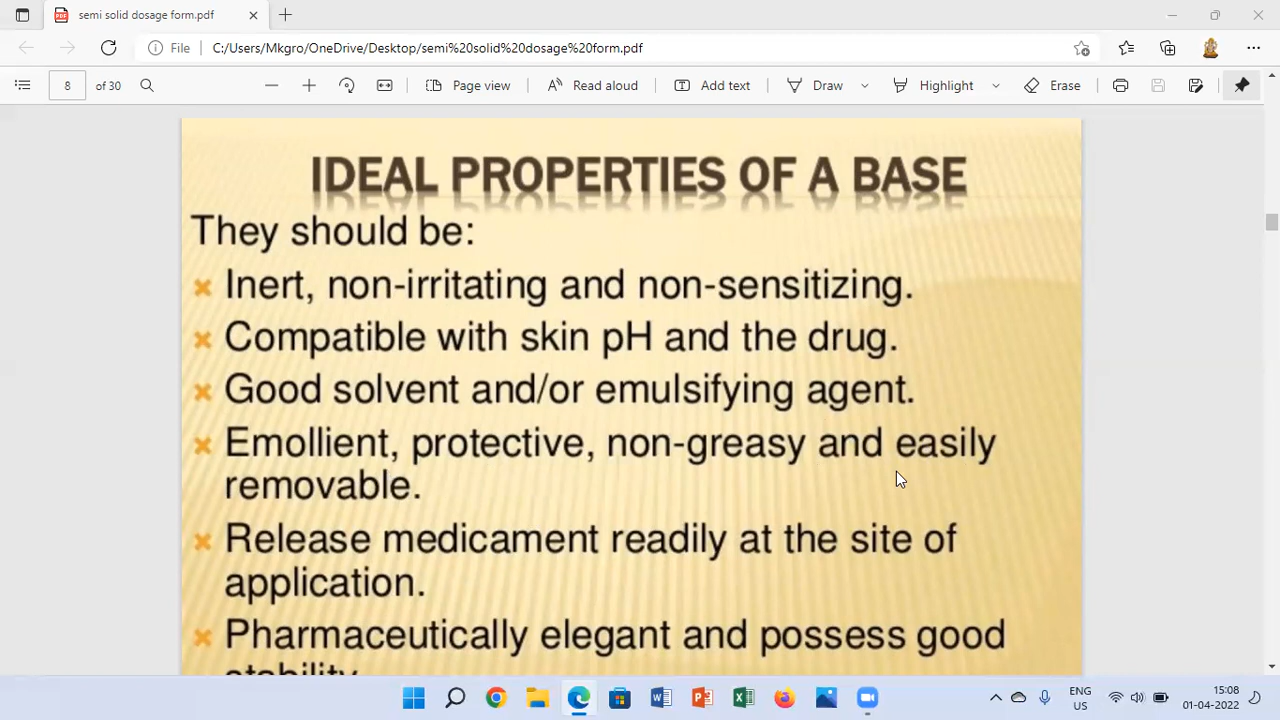 semi solid dosage form.pdf
File C:/Users/Mkgro/OneDrive/Desktop/semi%20solid%20dosage%20form.pdf
8 of 30 Page view Read aloud Add text Draw Highlight Erase
IDEAL PROPERTIES OF A BASE
They should be:
Inert, non-irritating and non-sensitizing.
Compatible with skin pH and the drug.
Good solvent and/or emulsifying agent.
Emollient, protective, non-greasy and easily
removable.
Release medicament readily at the site of
application.
Pharmaceutically elegant and possess good
stability.
ENG 13:08
US 01-04-2022